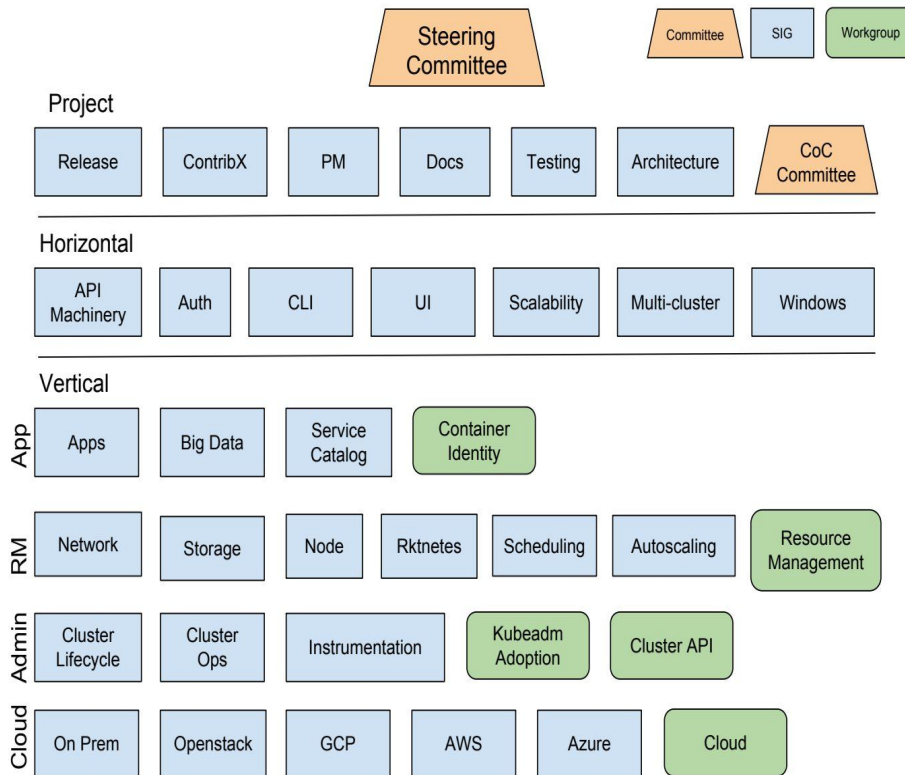 Steering
Committee
Committee
SIG
Workgroup
Project
Release
ContribX
PM
Docs
Testing
Architecture
CoC
Committee
Horizontal
API
Machinery
Auth
CLI
UI
Scalability
Multi-cluster
Windows
Vertical
App
Apps
Big Data
Service
Catalog
Container
Identity
RM
Network
Storage
Node
Rktnetes
Scheduling
Autoscaling
Resource
Management
Admin
Cluster
Lifecycle
Cluster
Ops
Instrumentation
Kubeadm
Adoption
Cluster API
Cloud
On Prem
Openstack
GCP
AWS
Azure
Cloud